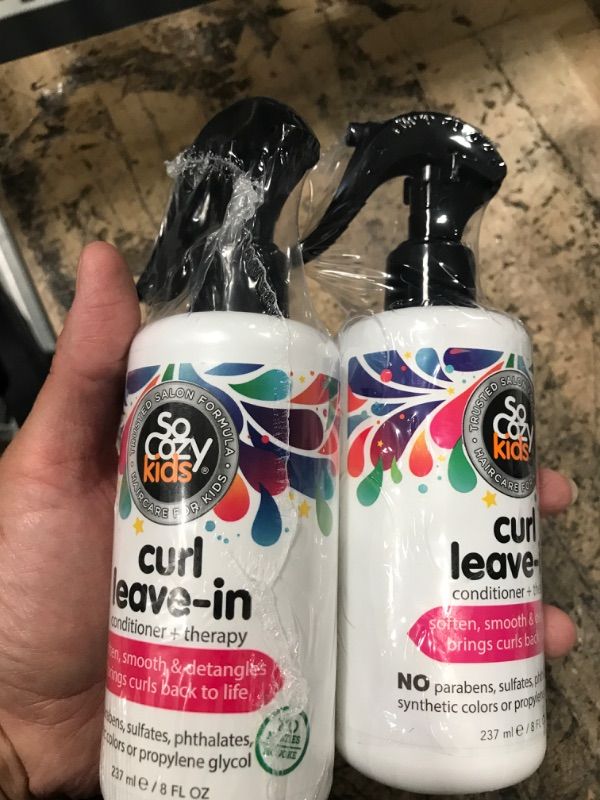 TRUSTED SALON FORMULA
So
Cozy
kids®
HAIRCARE FOR KIDS
curl
leave-in
conditioner + therapy
smooth & detangles
brings curls back to life
parabens, sulfates, phthalates,
colors or propylene glycol
237 ml e / 8 FL OZ
TRUSTED SALON
So
Cozy
kids
HAIRCARE FOR
curl
leave-
conditioner +
soften, smooth &
brings curls back
NO parabens, sulfates,
synthetic colors or propylene
237 ml e / 8 FL